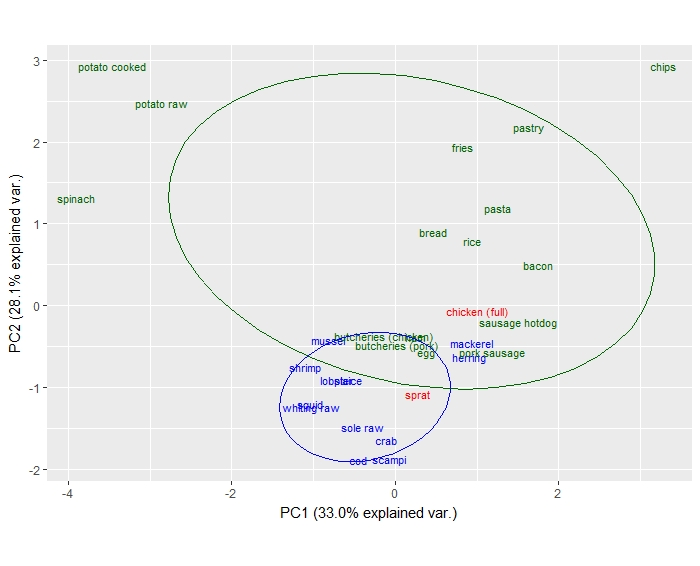 3
potato cooked
chips
potato raw
pastry
2
fries
spinach
1
pasta
bread
rice
bacon
0
chicken (full)
sausage hotdog
butcheries (chicken)
mussel
mackerel
butcheries (pork)
egg
pork sausage
herring
shrimp
lobster
plaice
-1
sprat
squid
whiting raw
sole raw
crab
cod
scampi
-2
-4
-2
0
2
PC1 (33.0% explained var.)
PC2 (28.1% explained var.)